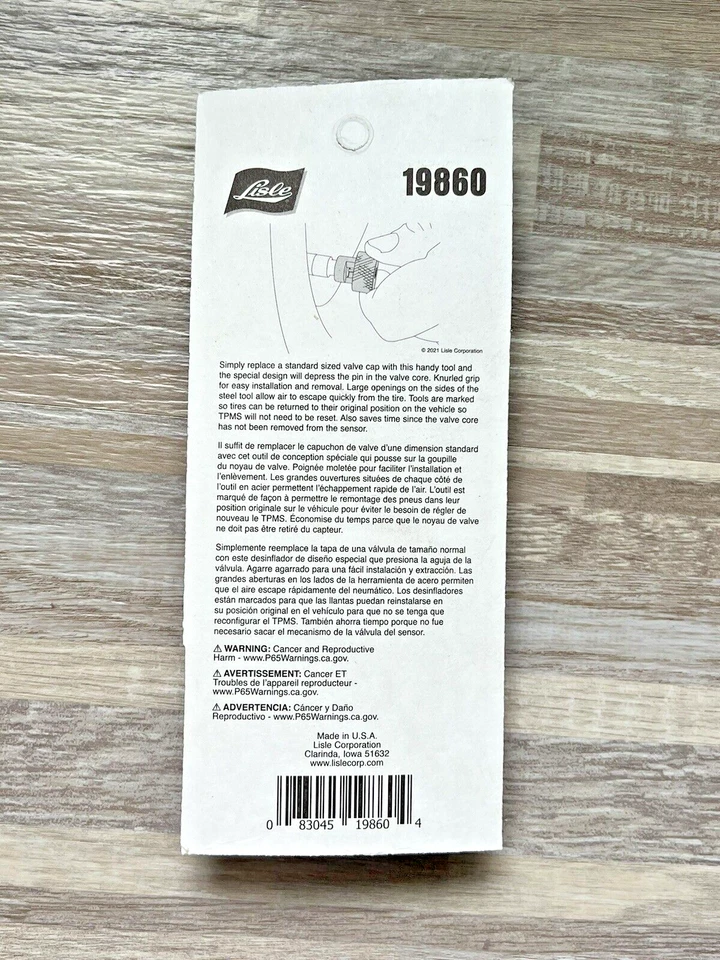 Lisle
19860
© 2021 Lisle Corporation
Simply replace a standard sized valve cap with this handy tool and
the special design will depress the pin in the valve core. Knurled grip
for easy installation and removal. Large openings on the sides of the
steel tool allow air to escape quickly from the tire. Tools are marked
so tires can be returned to their original position on the vehicle so
TPMS will not need to be reset. Also saves time since the valve core
has not been removed from the sensor.
Il suffit de remplacer le capuchon de valve d'une dimension standard
avec cet outil de conception spéciale qui pousse sur la goupille
du noyau de valve. Poignée moletée pour faciliter l'installation et
l'enlèvement. Les grandes ouvertures situées de chaque côté de
l'outil en acier permettent l'échappement rapide de l'air. L'outil est
marqué de façon à permettre le remontage des pneus dans leur
position originale sur le véhicule pour éviter le besoin de régler de
nouveau le TPMS. Économise du temps parce que le noyau de valve
ne doit pas être retiré du capteur.
Simplemente reemplace la tapa de una válvula de tamaño normal
con este desinflador de diseño especial que presiona la aguja de la
válvula. Agarre agarrado para una fácil instalación y extracción. Las
grandes aberturas en los lados de la herramienta de acero permiten
que el aire escape rápidamente del neumático. Los desinfladores
están marcados para que las llantas puedan reinstalarse en
su posición original en el vehículo para que no se tenga que
reconfigurar el TPMS. También ahorra tiempo porque no fue
necesario sacar el mecanismo de la válvula del sensor.
⚠ WARNING: Cancer and Reproductive
Harm - www.P65Warnings.ca.gov.
⚠ AVERTISSEMENT: Cancer ET
Troubles de l'appareil reproducteur -
www.P65Warnings.ca.gov.
⚠ ADVERTENCIA: Cáncer y Daño
Reproductivo - www.P65Warnings.ca.gov.
Made in U.S.A.
Lisle Corporation
Clarinda, Iowa 51632
www.lislecorp.com
0 83045 19860 4